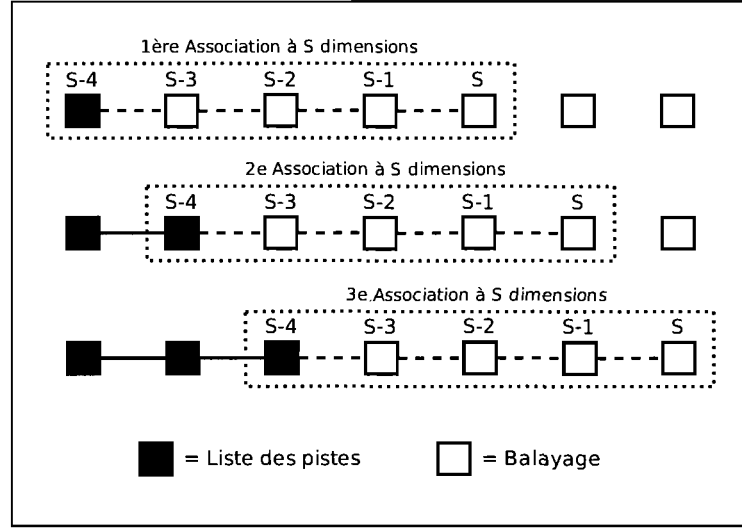 1ère Association à S dimensions
S-4 S-3 S-2 S-1 S
2e Association à S dimensions
S-4 S-3 S-2 S-1 S
3e.Association à S dimensions
S-4 S-3 S-2 S-1 S
= Liste des pistes = Balayage